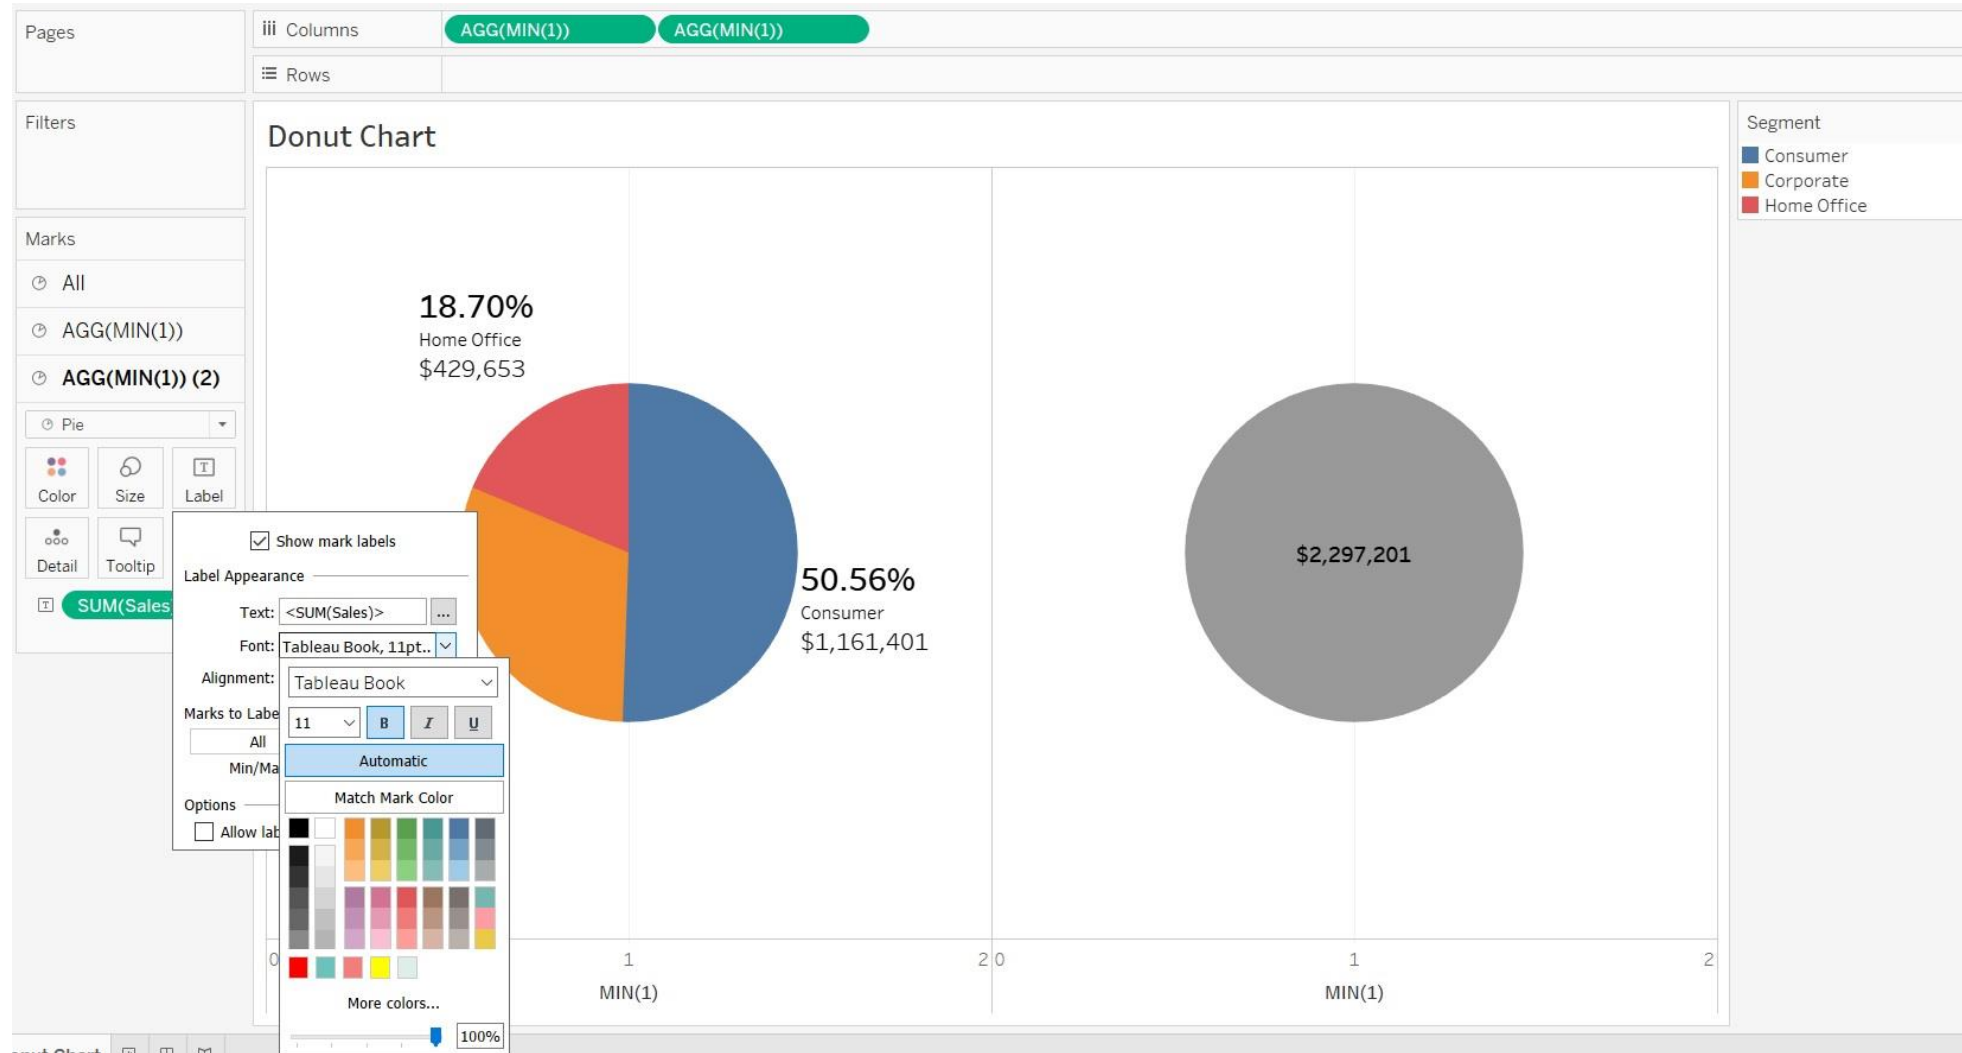 Pages
Columns
AGG(MIN(1))
AGG(MIN(1))
Rows
Filters
Marks
All
AGG(MIN(1))
AGG(MIN(1)) (2)
Pie
Color
Size
Label
Detail
Tooltip
SUM(Sales
Show mark labels
Label Appearance
Text: <SUM(Sales)> ...
Font: Tableau Book, 11pt..
Alignment:
Tableau Book
Marks to Labe
11
B
I
U
All
Automatic
Min/Ma
Match Mark Color
Options
Allow lab
More colors...
100%
Donut Chart
18.70%
Home Office
$429,653
50.56%
Consumer
$1,161,401
$2,297,201
0
1
2
0
1
2
MIN(1)
MIN(1)
Segment
Consumer
Corporate
Home Office